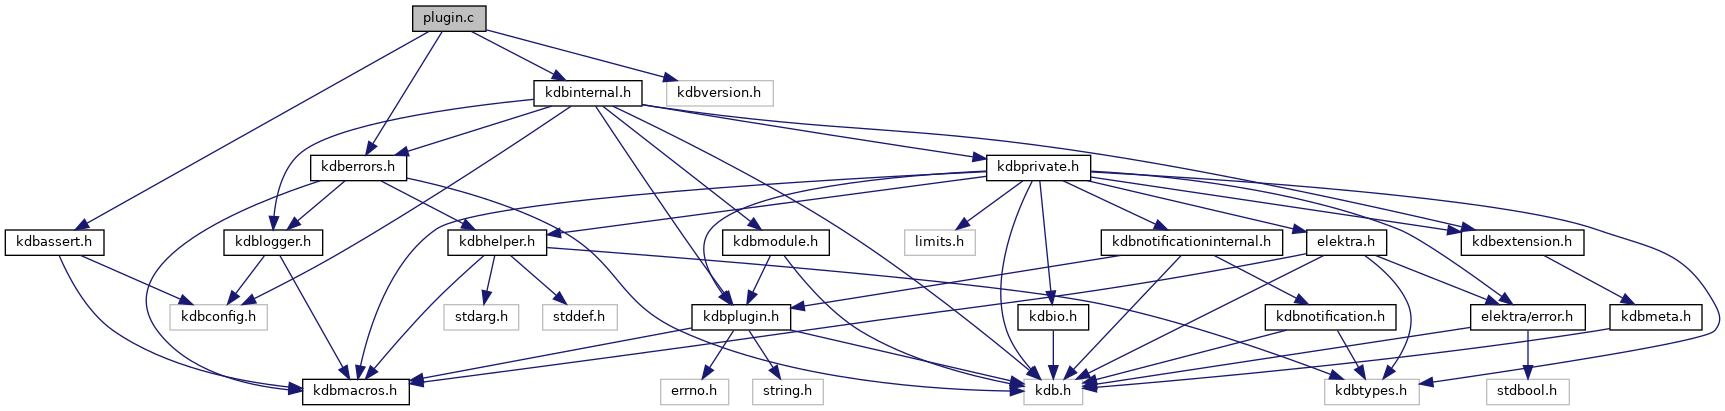 plugin.c
kdbinternal.h
kdbversion.h
kdberrors.h
kdbprivate.h
kdbassert.h
kdblogger.h
kdbhelper.h
kdbmodule.h
limits.h
kdbnotificationinternal.h
elektra.h
kdbextension.h
kdbconfig.h
stdarg.h
stddef.h
kdbplugin.h
kdbio.h
kdbnotification.h
elektra/error.h
kdbmeta.h
kdbmacros.h
errno.h
string.h
kdb.h
kdbtypes.h
stdbool.h